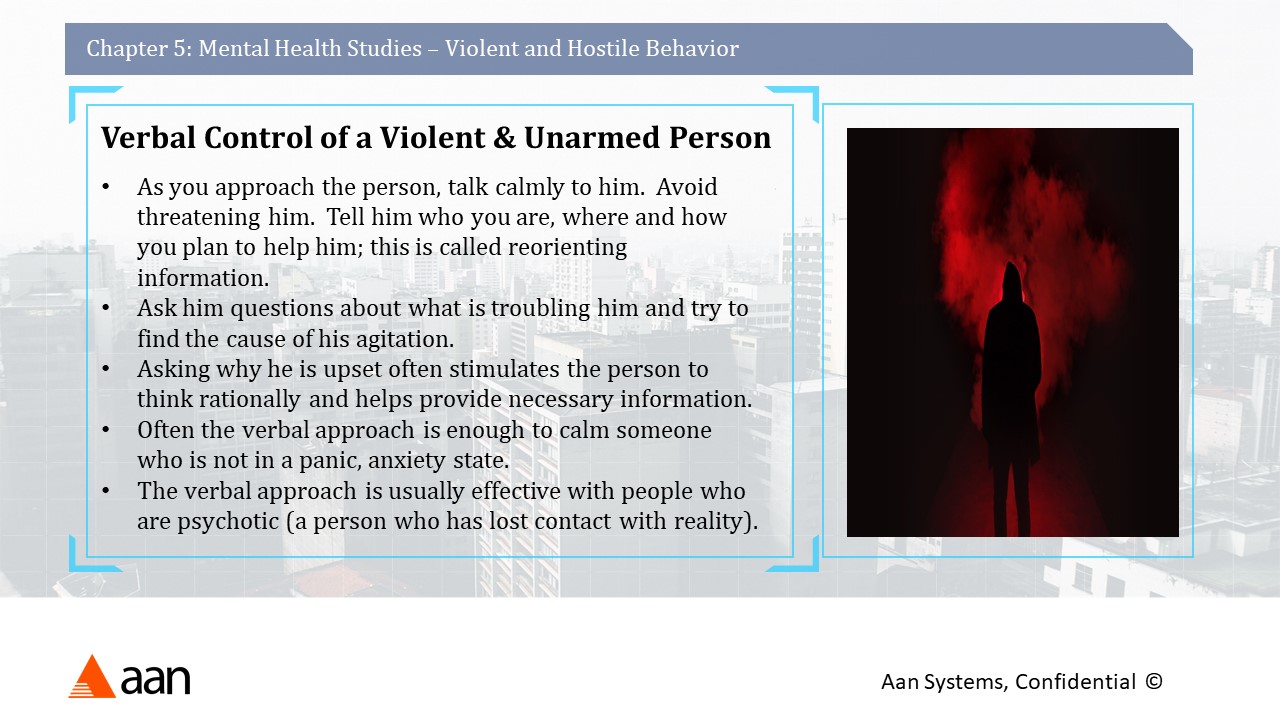 Chapter 5: Mental Health Studies – Violent and Hostile Behavior
Verbal Control of a Violent & Unarmed Person
• As you approach the person, talk calmly to him.  Avoid
threatening him.  Tell him who you are, where and how
you plan to help him; this is called reorienting
information.
• Ask him questions about what is troubling him and try to
find the cause of his agitation.
• Asking why he is upset often stimulates the person to
think rationally and helps provide necessary information.
• Often the verbal approach is enough to calm someone
who is not in a panic, anxiety state.
• The verbal approach is usually effective with people who
are psychotic (a person who has lost contact with reality).
aan
Aan Systems, Confidential ©